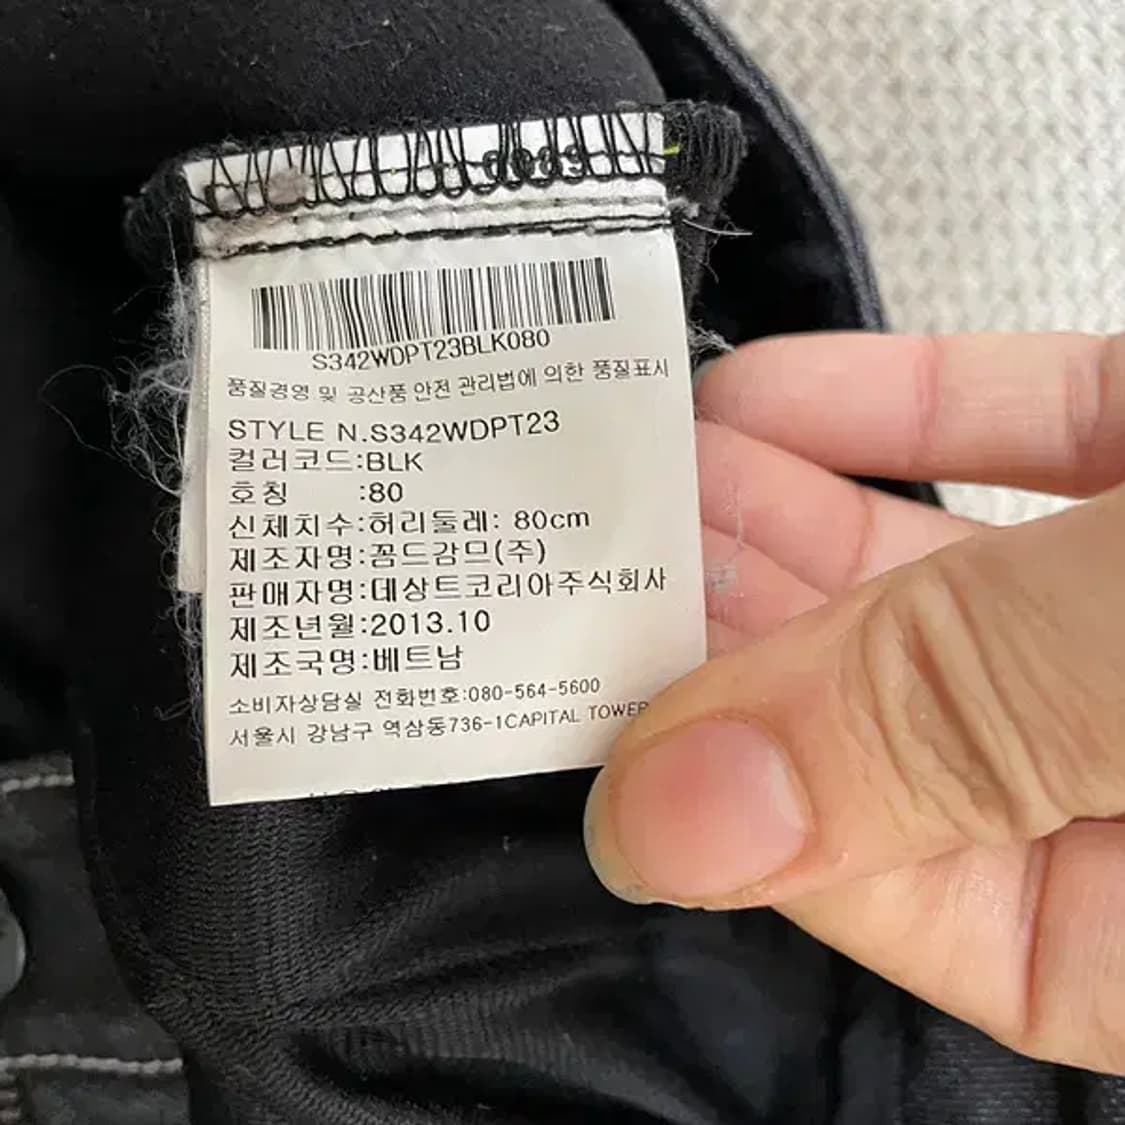 S342WDPT23BLK080
품질경영 및 공산품 안전 관리법에 의한 품질표시
STYLE N.S342WDPT23
컬러코드:BLK
호칭 :80
신체치수:허리둘레: 80cm
제조자명:꼼드감므(주)
판매자명:데상트코리아주식회사
제조년월:2013.10
제조국명:베트남
소비자상담실 전화번호:080-564-5600
서울시 강남구 역삼동736-1CAPITAL TOWER